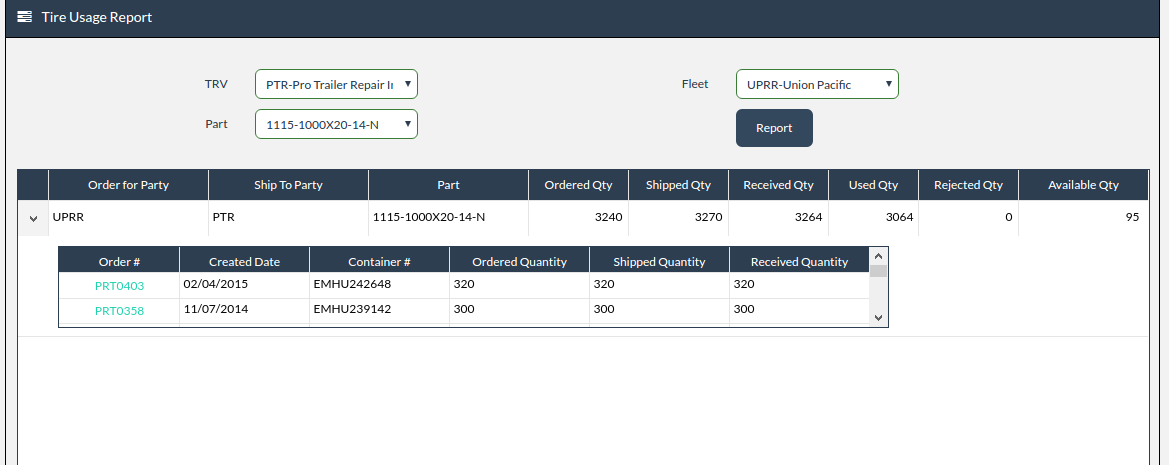 Tire Usage Report
TRV PTR-Pro Trailer Repair Ir Fleet UPRR-Union Pacific
Part 1115-1000X20-14-N Report
Order for Party Ship To Party Part Ordered Qty Shipped Qty Received Qty Used Qty Rejected Qty Available Qty
UPRR PTR 1115-1000X20-14-N 3240 3270 3264 3064 0 95
Order # Created Date Container # Ordered Quantity Shipped Quantity Received Quantity
PRT0403 02/04/2015 EMHU242648 320 320 320
PRT0358 11/07/2014 EMHU239142 300 300 300